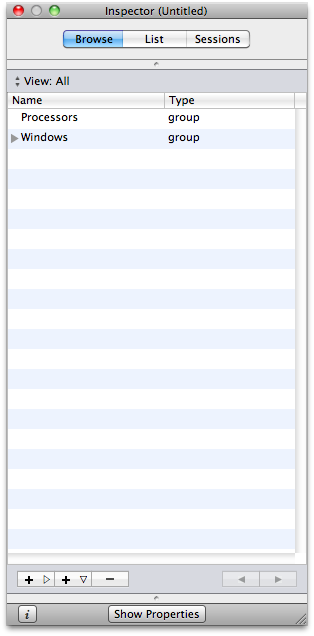 Inspector (Untitled)
Browse List Sessions
View: All
Name Type
Processors group
Windows group
i Show Properties